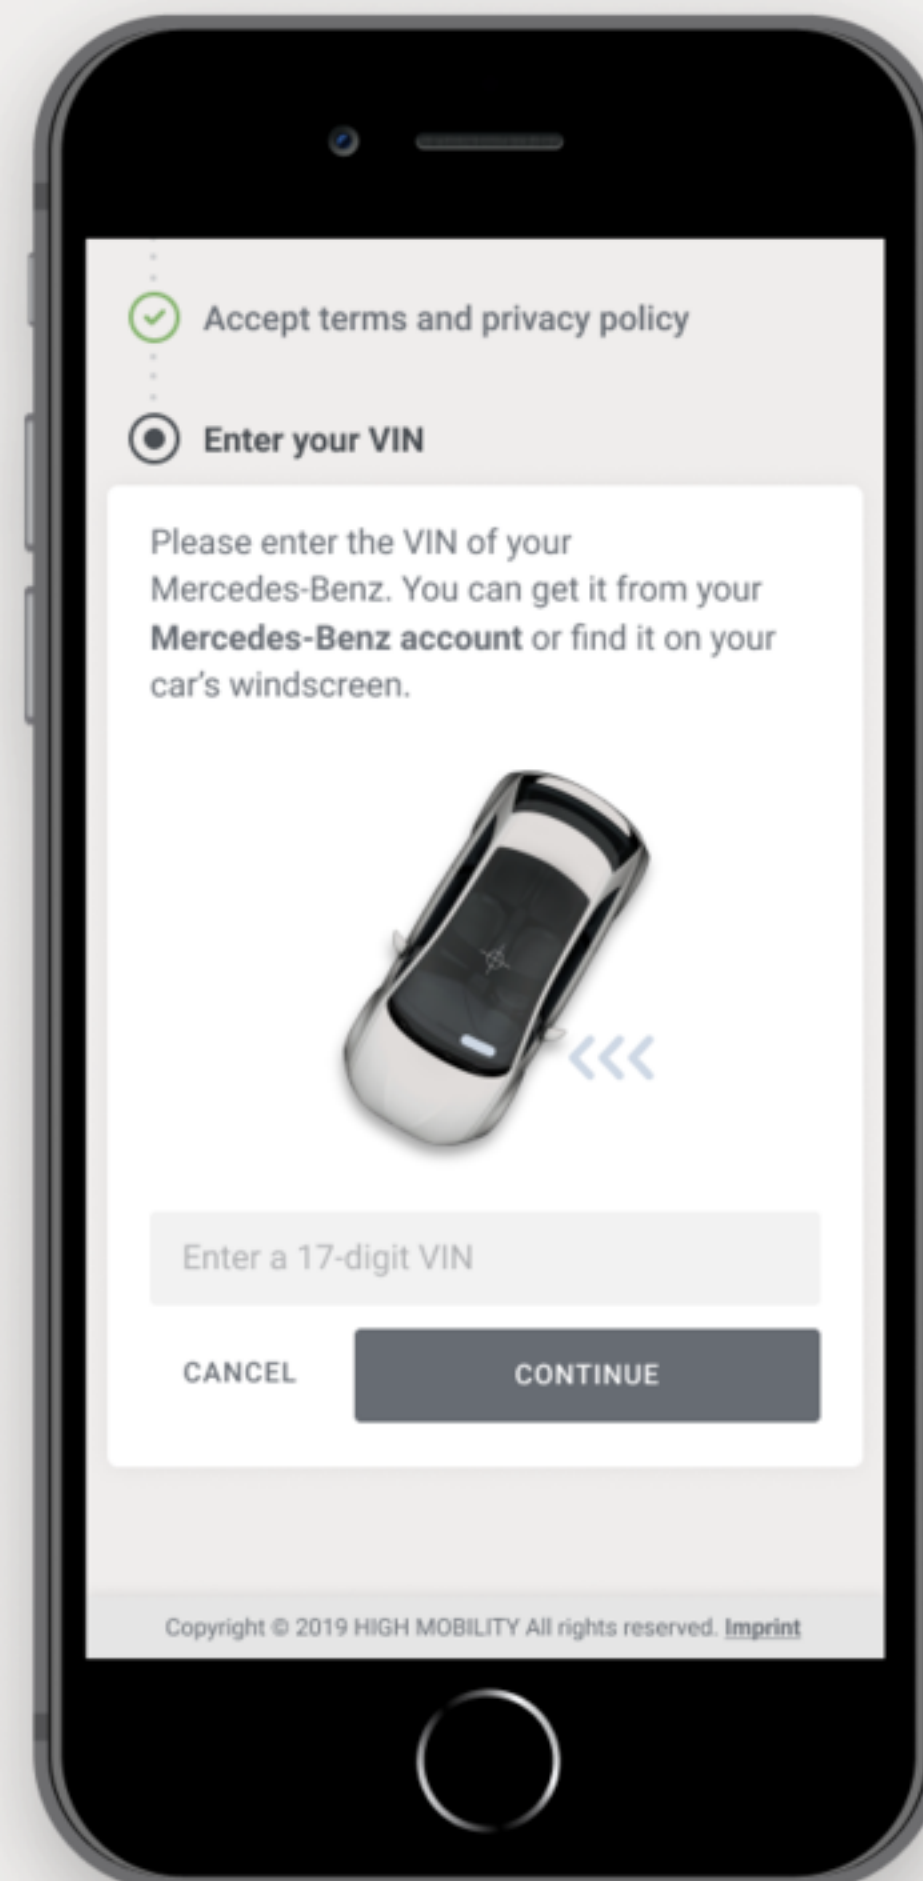 Accept terms and privacy policy
Enter your VIN
Please enter the VIN of your
Mercedes-Benz. You can get it from your
Mercedes-Benz account or find it on your
car's windscreen.
Enter a 17-digit VIN
CANCEL
CONTINUE
Copyright © 2019 HIGH MOBILITY All rights reserved. Imprint